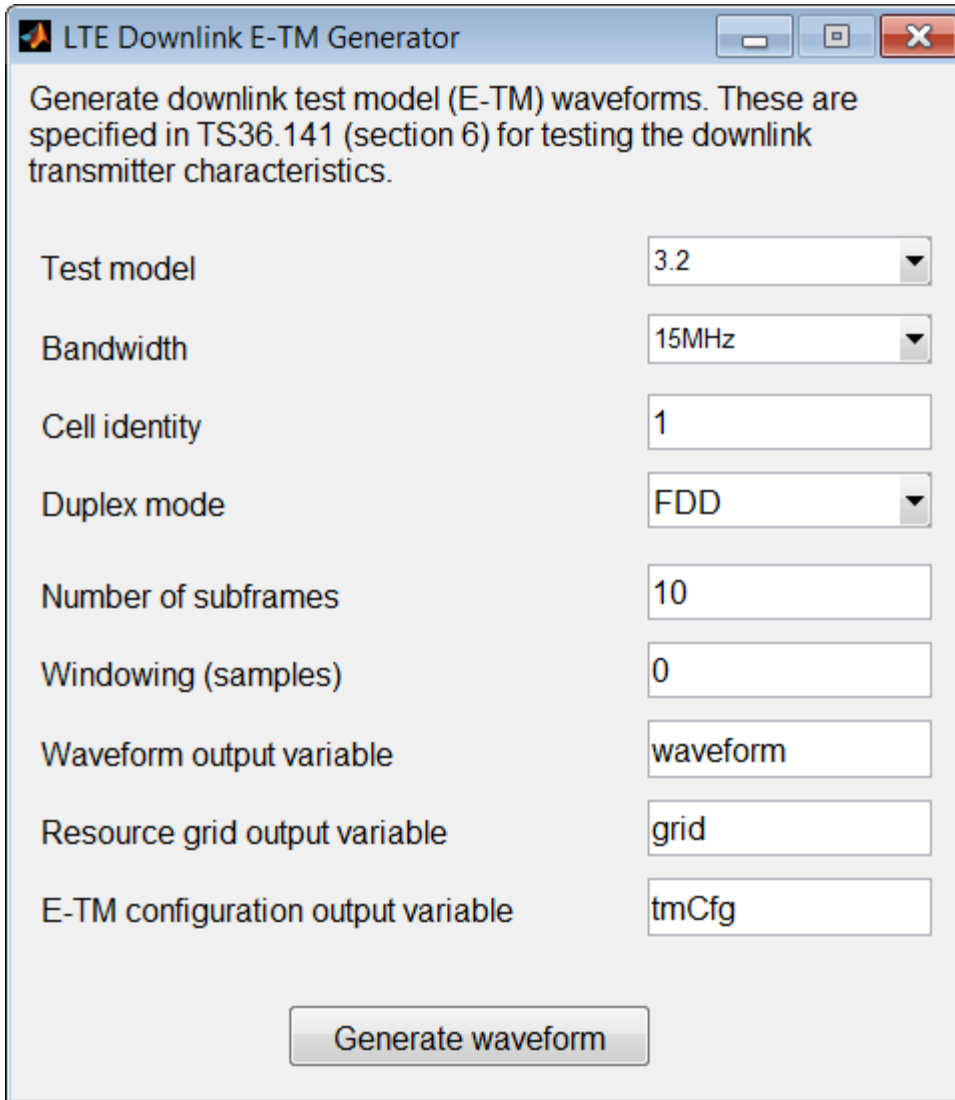 LTE Downlink E-TM Generator
Generate downlink test model (E-TM) waveforms. These are
specified in TS36.141 (section 6) for testing the downlink
transmitter characteristics.
Test model 3.2
Bandwidth 15MHz
Cell identity 1
Duplex mode FDD
Number of subframes 10
Windowing (samples) 0
Waveform output variable waveform
Resource grid output variable grid
E-TM configuration output variable tmCfg
Generate waveform